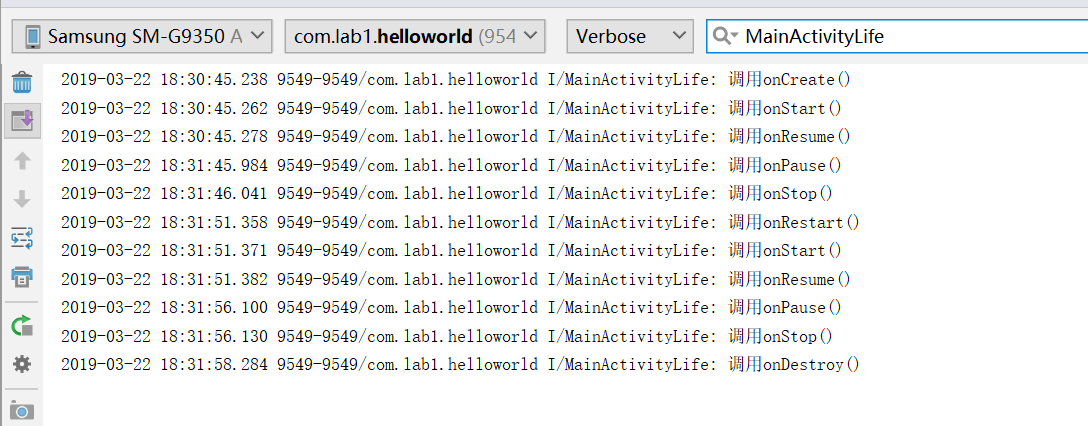 Samsung SM-G9350 A com.lab1.helloworld (954 Verbose MainActivityLife
2019-03-22 18:30:45.238 9549-9549/com.lab1.helloworld I/MainActivityLife: 调用onCreate()
2019-03-22 18:30:45.262 9549-9549/com.lab1.helloworld I/MainActivityLife: 调用onStart()
2019-03-22 18:30:45.278 9549-9549/com.lab1.helloworld I/MainActivityLife: 调用onResume()
2019-03-22 18:31:45.984 9549-9549/com.lab1.helloworld I/MainActivityLife: 调用onPause()
2019-03-22 18:31:46.041 9549-9549/com.lab1.helloworld I/MainActivityLife: 调用onStop()
2019-03-22 18:31:51.358 9549-9549/com.lab1.helloworld I/MainActivityLife: 调用onRestart()
2019-03-22 18:31:51.371 9549-9549/com.lab1.helloworld I/MainActivityLife: 调用onStart()
2019-03-22 18:31:51.382 9549-9549/com.lab1.helloworld I/MainActivityLife: 调用onResume()
2019-03-22 18:31:56.100 9549-9549/com.lab1.helloworld I/MainActivityLife: 调用onPause()
2019-03-22 18:31:56.130 9549-9549/com.lab1.helloworld I/MainActivityLife: 调用onStop()
2019-03-22 18:31:58.284 9549-9549/com.lab1.helloworld I/MainActivityLife: 调用onDestroy()